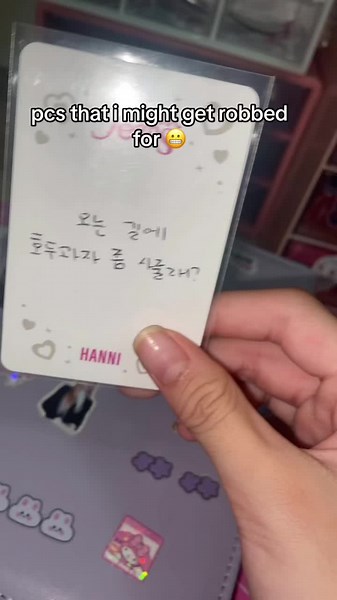 pcs that i might get robbed
for 😬
오는 길에
호두과자 좀 사올래?
HANNI